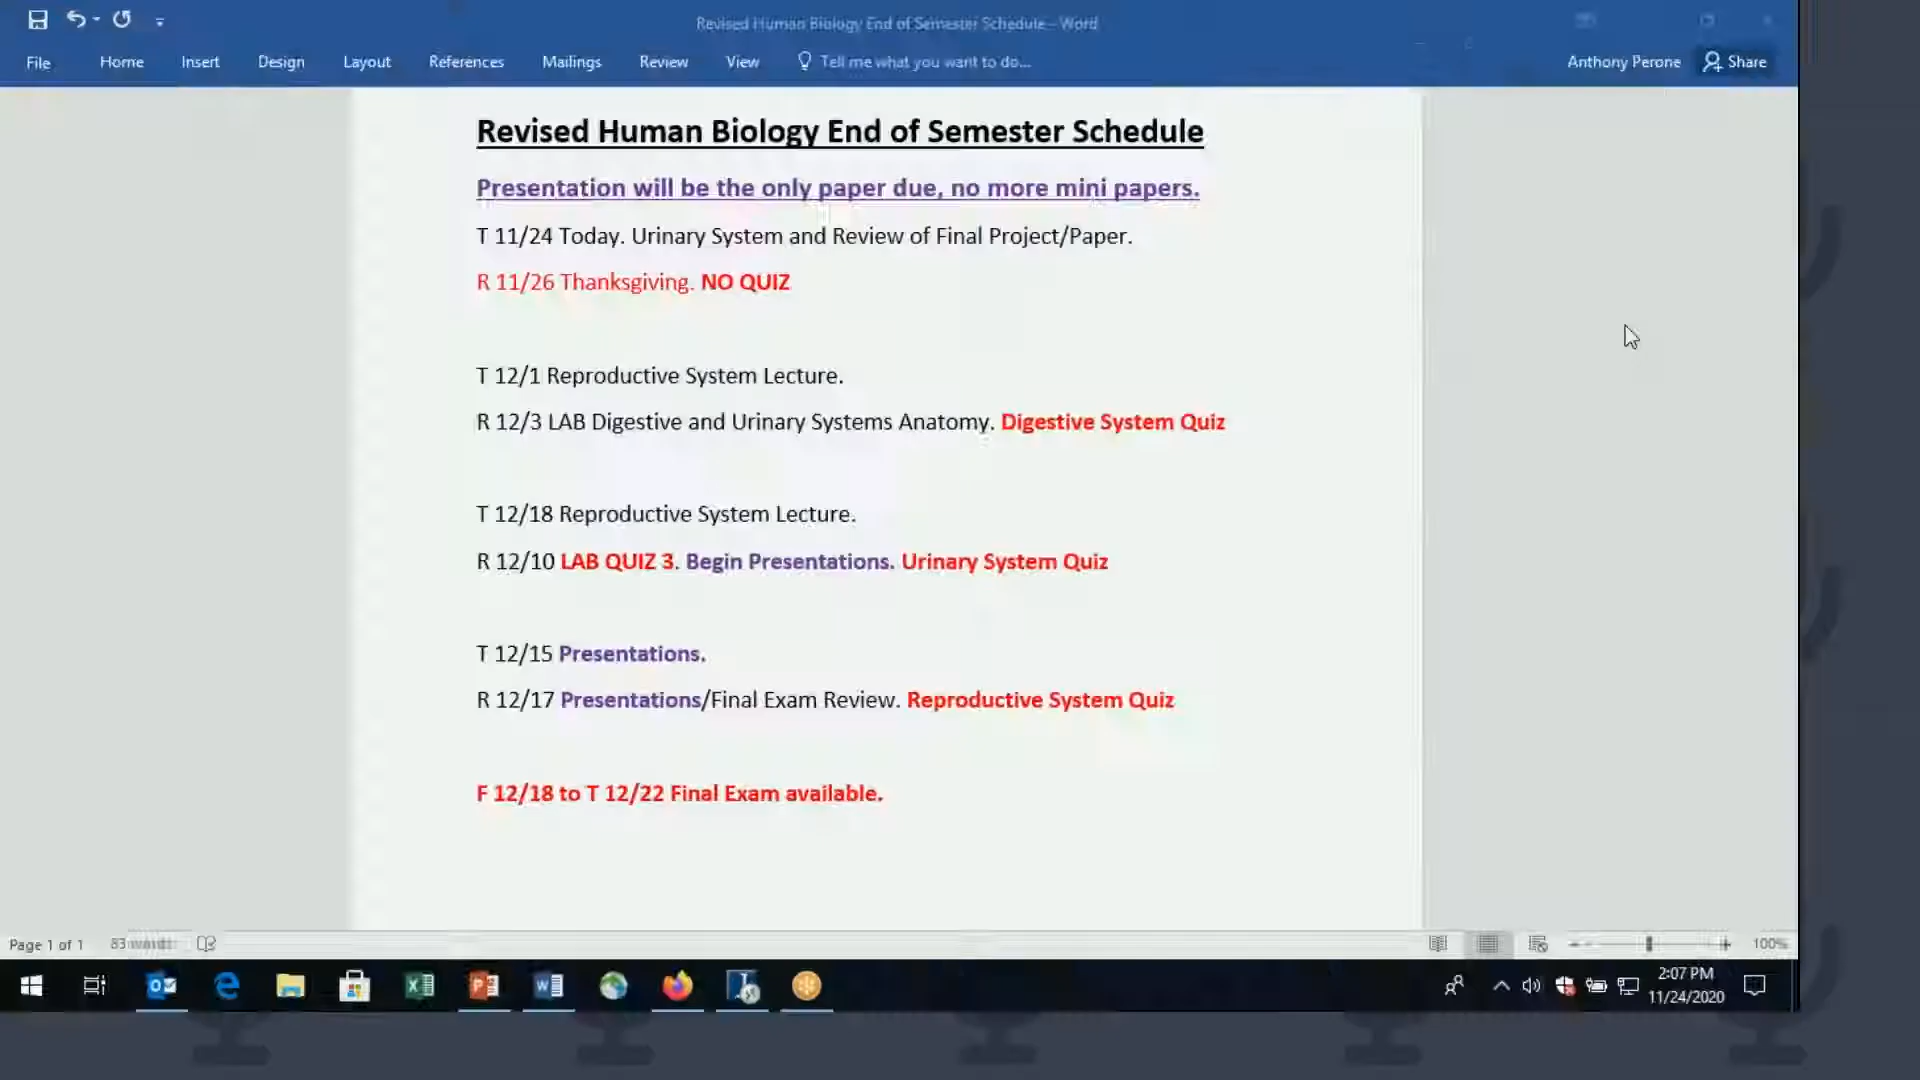 Revised Human Biology End of Semester Schedule - Word
File Home Insert Design Layout References Mailings Review View Tell me what you want to do... Anthony Perone Share
Revised Human Biology End of Semester Schedule
Presentation will be the only paper due, no more mini papers.
T 11/24 Today. Urinary System and Review of Final Project/Paper.
R 11/26 Thanksgiving. NO QUIZ
T 12/1 Reproductive System Lecture.
R 12/3 LAB Digestive and Urinary Systems Anatomy. Digestive System Quiz
T 12/18 Reproductive System Lecture.
R 12/10 LAB QUIZ 3. Begin Presentations. Urinary System Quiz
T 12/15 Presentations.
R 12/17 Presentations/Final Exam Review. Reproductive System Quiz
F 12/18 to T 12/22 Final Exam available.
Page 1 of 1 83 words 100%
2:07 PM
11/24/2020